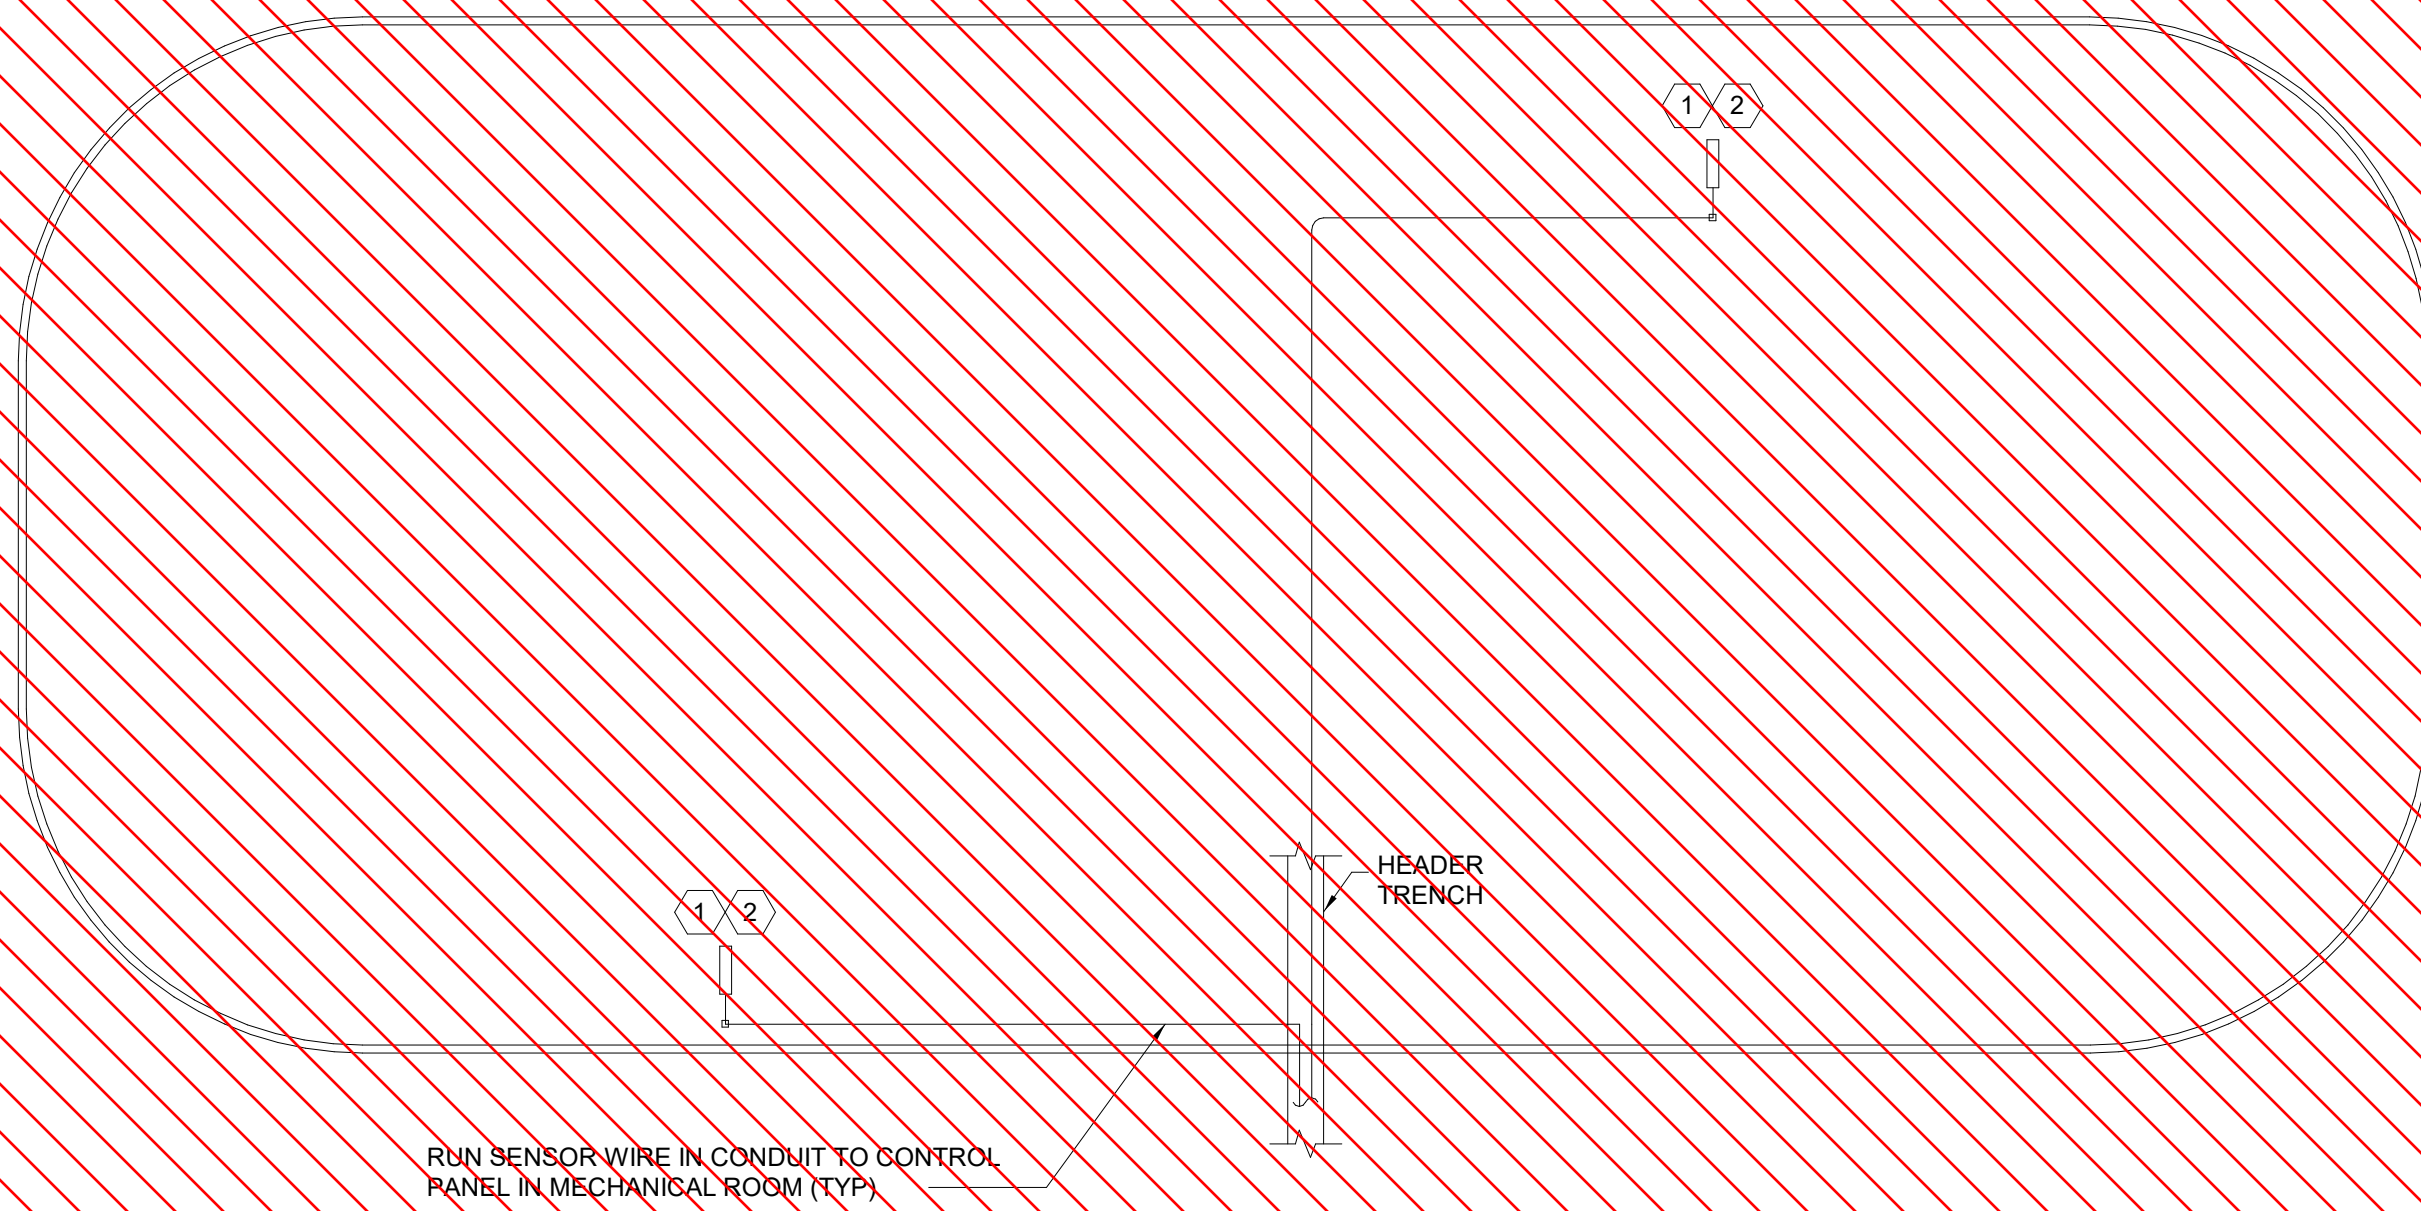 1 2
HEADER
TRENCH
1 2
RUN SENSOR WIRE IN CONDUIT TO CONTROL
PANEL IN MECHANICAL ROOM (TYP)